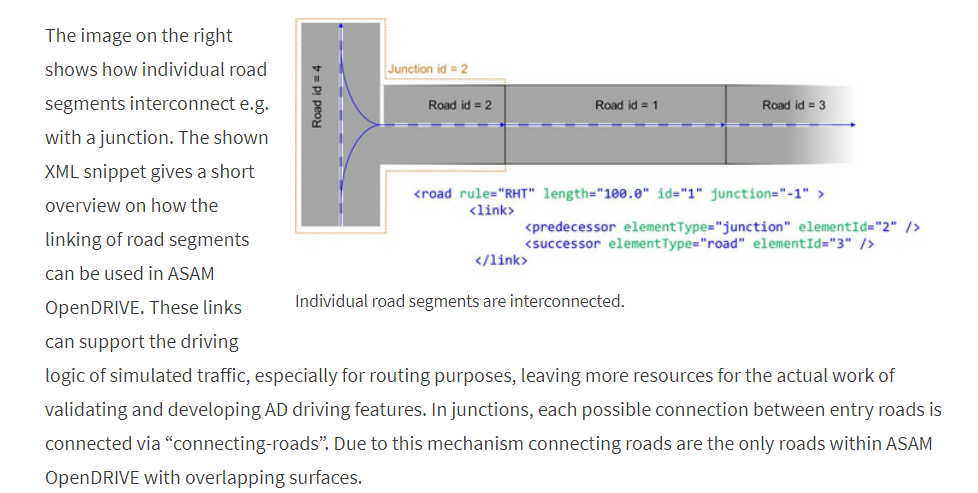 The image on the right
shows how individual road
segments interconnect e.g.
with a junction. The shown
XML snippet gives a short
overview on how the
linking of road segments
can be used in ASAM
OpenDRIVE. These links
can support the driving
Road id = 4
Junction id = 2
Road id = 2
Road id = 1
Road id = 3
<road rule="RHT" length="100.0" id="1" junction="-1" >
<link>
<predecessor elementType="junction" elementId="2" />
<successor elementType="road" elementId="3" />
</link>
Individual road segments are interconnected.
logic of simulated traffic, especially for routing purposes, leaving more resources for the actual work of
validating and developing AD driving features. In junctions, each possible connection between entry roads is
connected via “connecting-roads”. Due to this mechanism connecting roads are the only roads within ASAM
OpenDRIVE with overlapping surfaces.